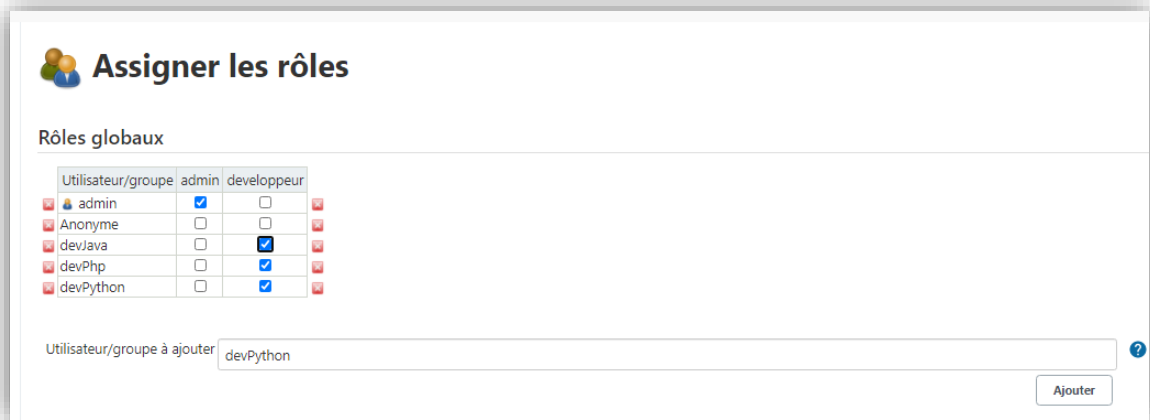 Assigner les rôles
Rôles globaux
Utilisateur/groupe admin developpeur
admin
Anonyme
devJava
devPhp
devPython
Utilisateur/groupe à ajouter devPython
?
Ajouter